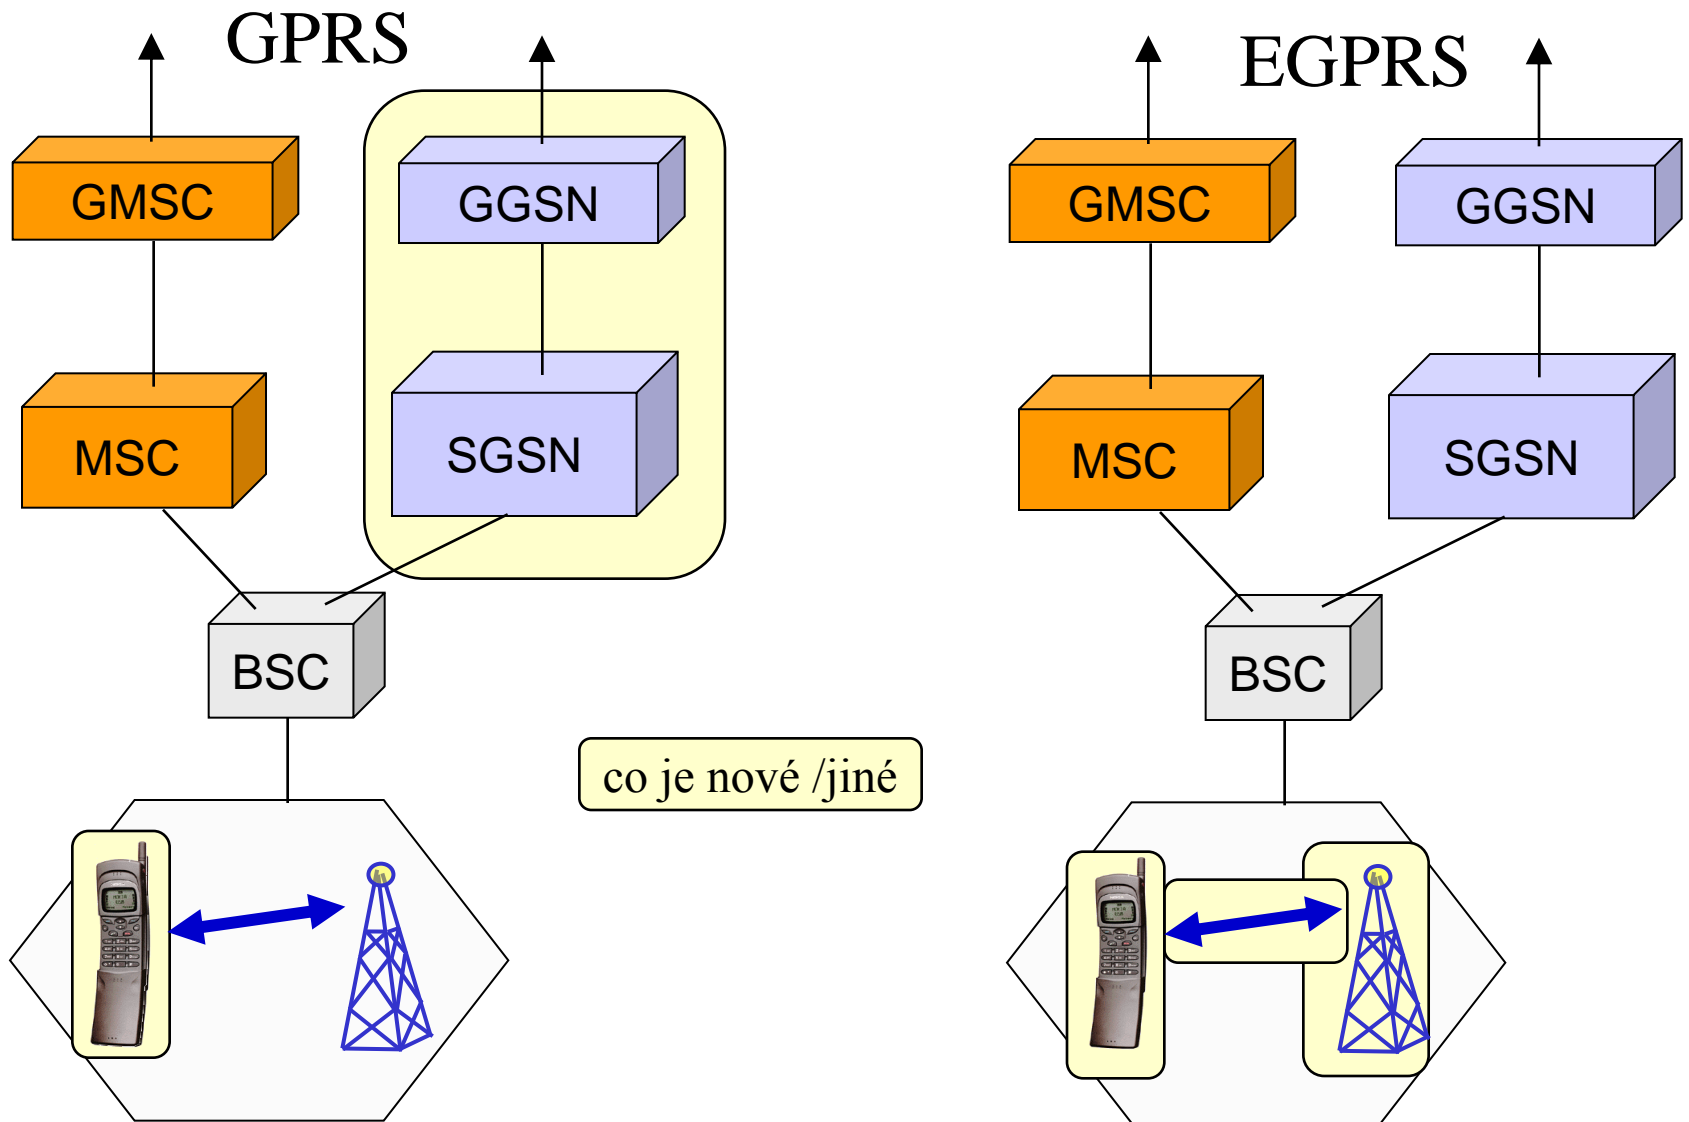 GPRS
EGPRS
GMSC
GGSN
GMSC
GGSN
MSC
SGSN
MSC
SGSN
BSC
BSC
co je nové /jiné